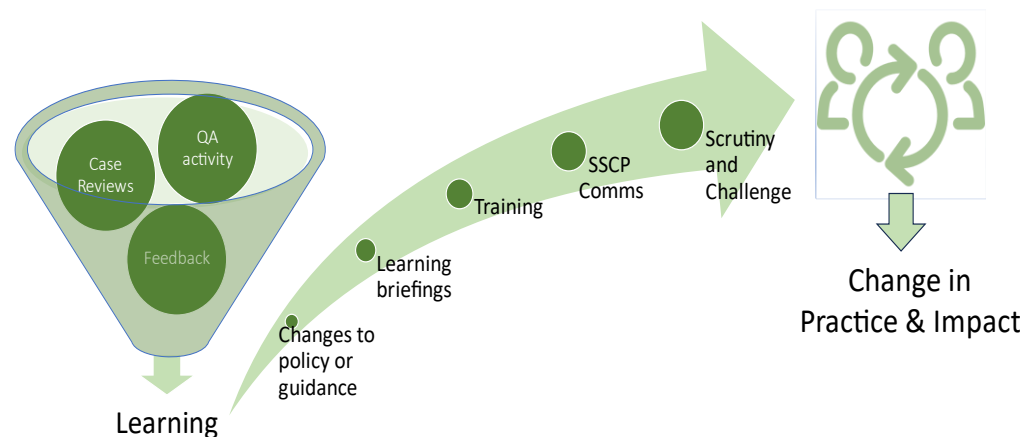 QA
activity
Case
Reviews
Feedback
Learning
Changes to
policy or
guidance
Learning
briefings
Training
SSCP
Comms
Scrutiny
and
Challenge
Change in
Practice & Impact